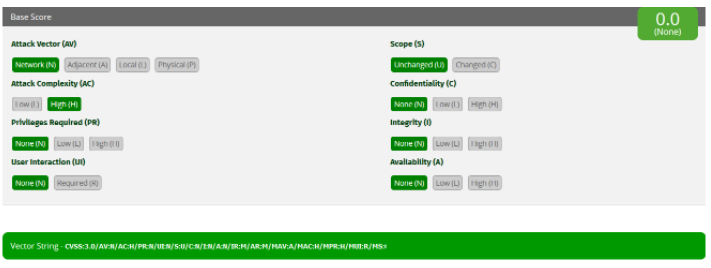 Base Score
0.0
(None)
Attack Vector (AV)
Scope (S)
Network (N) Adjacent (A) Local (L) Physical (P)
Unchanged (U) Changed (C)
Attack Complexity (AC)
Confidentiality (C)
Low (L) High (H)
None (N) Low (L) High (H)
Privileges Required (PR)
Integrity (I)
None (N) Low (L) High (H)
None (N) Low (L) High (H)
User Interaction (UI)
Availability (A)
None (N) Required (R)
None (N) Low (L) High (H)
Vector String - CVSS:3.0/AV:N/AC:H/PR:N/UI:N/S:U/C:N/I:N/A:N/IR:M/AR:M/MAV:A/MAC:H/MPR:H/MUI:R/MS: